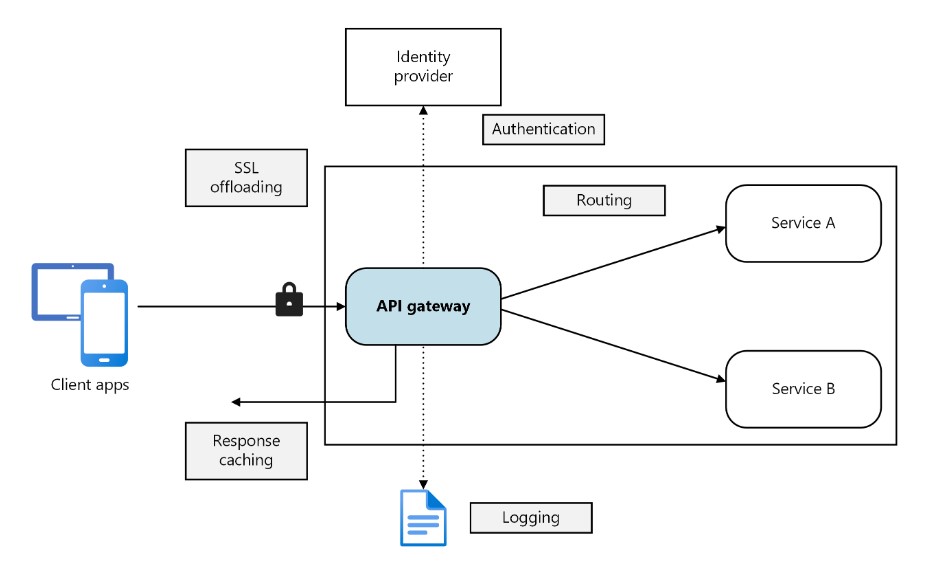 Identity
provider
Authentication
SSL
offloading
Routing
Service A
API gateway
Client apps
Service B
Response
caching
Logging